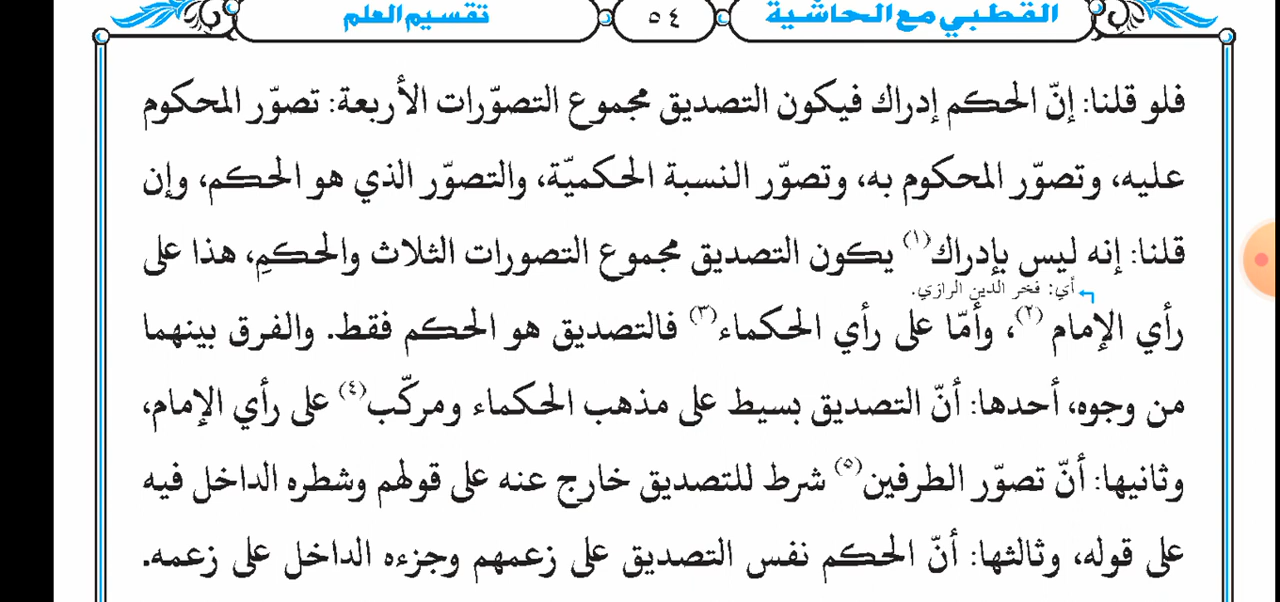 القطبي مع الحاشية ٥٤ تقسيم العلم
فلو قلنا: إنّ الحكم إدراك فيكون التصديق مجموع التصوّرات الأربعة: تصوّر المحكوم
عليه، وتصوّر المحكوم به، وتصوّر النسبة الحكميّة، والتصوّر الذي هو الحكم، وإن
قلنا: إنه ليس بإدراك(١) يكون التصديق مجموع التصورات الثلاث والحكمِ، هذا على
أي: فخر الدين الرازي.
رأي الإمام(٢)، وأمّا على رأي الحكماء(٣) فالتصديق هو الحكم فقط. والفرق بينهما
من وجوه، أحدها: أنّ التصديق بسيط على مذهب الحكماء ومركّب(٤) على رأي الإمام،
وثانيها: أنّ تصوّر الطرفين(٥) شرط للتصديق خارج عنه على قولهم وشطره الداخل فيه
على قوله، وثالثها: أنّ الحكم نفس التصديق على زعمهم وجزءه الداخل على زعمه.